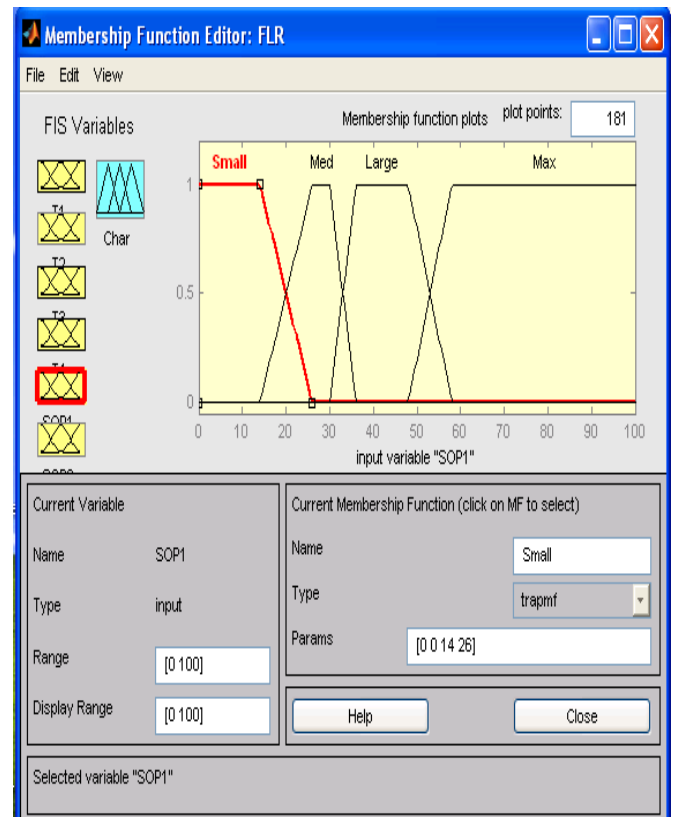 Membership Function Editor: FLR
File Edit View
FIS Variables
Membership function plots plot points: 181
Small Med Large Max
1
0.5
0
0 10 20 30 40 50 60 70 80 90 100
input variable "SOP1"
Char
SOP1
Current Variable
Name SOP1
Type input
Range [0 100]
Display Range [0 100]
Current Membership Function (click on MF to select)
Name Small
Type trapmf
Params [0 0 14 26]
Help Close
Selected variable "SOP1"